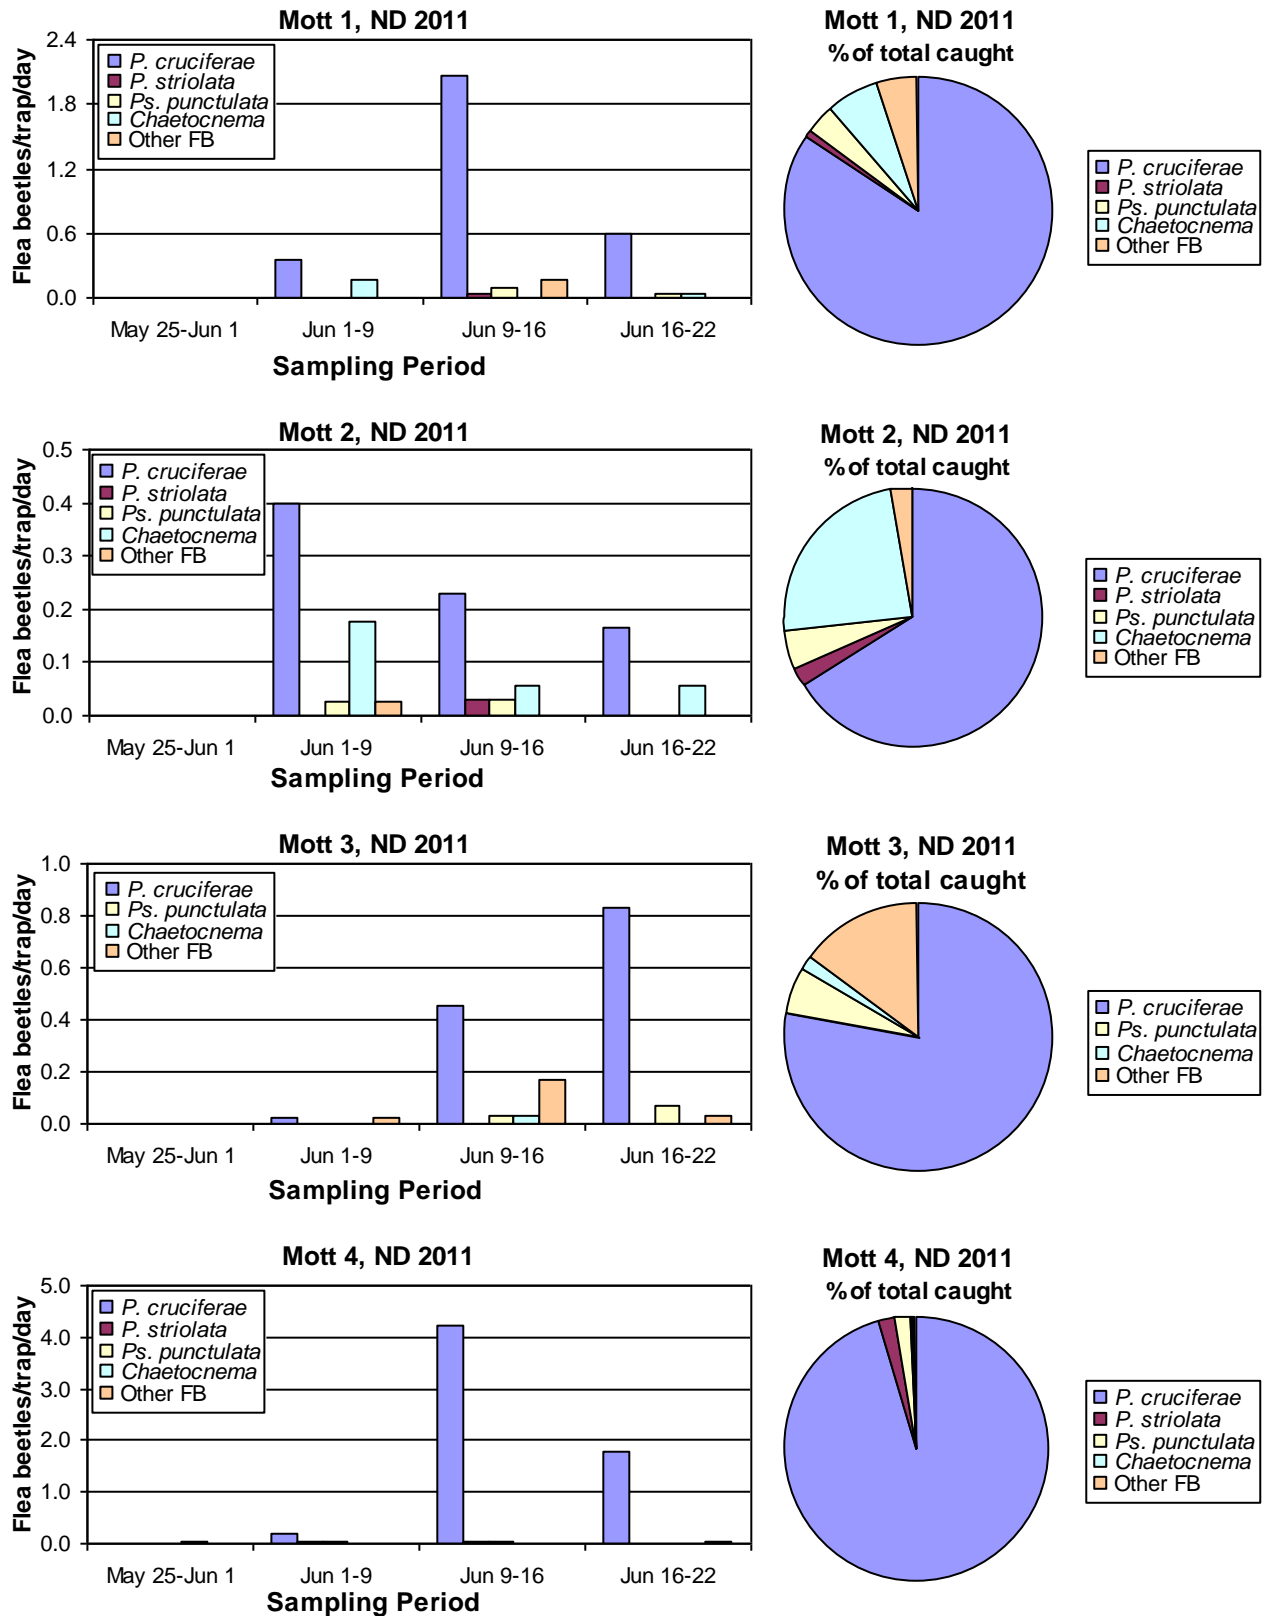 Mott 1, ND 2011
Flea beetles/trap/day
2.4
1.8
1.2
0.6
0.0
P. cruciferae
P. striolata
Ps. punctulata
Chaetocnema
Other FB
May 25-Jun 1 Jun 1-9 Jun 9-16 Jun 16-22
Sampling Period
Mott 1, ND 2011
% of total caught
P. cruciferae
P. striolata
Ps. punctulata
Chaetocnema
Other FB
Mott 2, ND 2011
Flea beetles/trap/day
0.5
0.4
0.3
0.2
0.1
0.0
P. cruciferae
P. striolata
Ps. punctulata
Chaetocnema
Other FB
May 25-Jun 1 Jun 1-9 Jun 9-16 Jun 16-22
Sampling Period
Mott 2, ND 2011
% of total caught
P. cruciferae
P. striolata
Ps. punctulata
Chaetocnema
Other FB
Mott 3, ND 2011
Flea beetles/trap/day
1.0
0.8
0.6
0.4
0.2
0.0
P. cruciferae
Ps. punctulata
Chaetocnema
Other FB
May 25-Jun 1 Jun 1-9 Jun 9-16 Jun 16-22
Sampling Period
Mott 3, ND 2011
% of total caught
P. cruciferae
Ps. punctulata
Chaetocnema
Other FB
Mott 4, ND 2011
Flea beetles/trap/day
5.0
4.0
3.0
2.0
1.0
0.0
P. cruciferae
P. striolata
Ps. punctulata
Chaetocnema
Other FB
May 25-Jun 1 Jun 1-9 Jun 9-16 Jun 16-22
Sampling Period
Mott 4, ND 2011
% of total caught
P. cruciferae
P. striolata
Ps. punctulata
Chaetocnema
Other FB